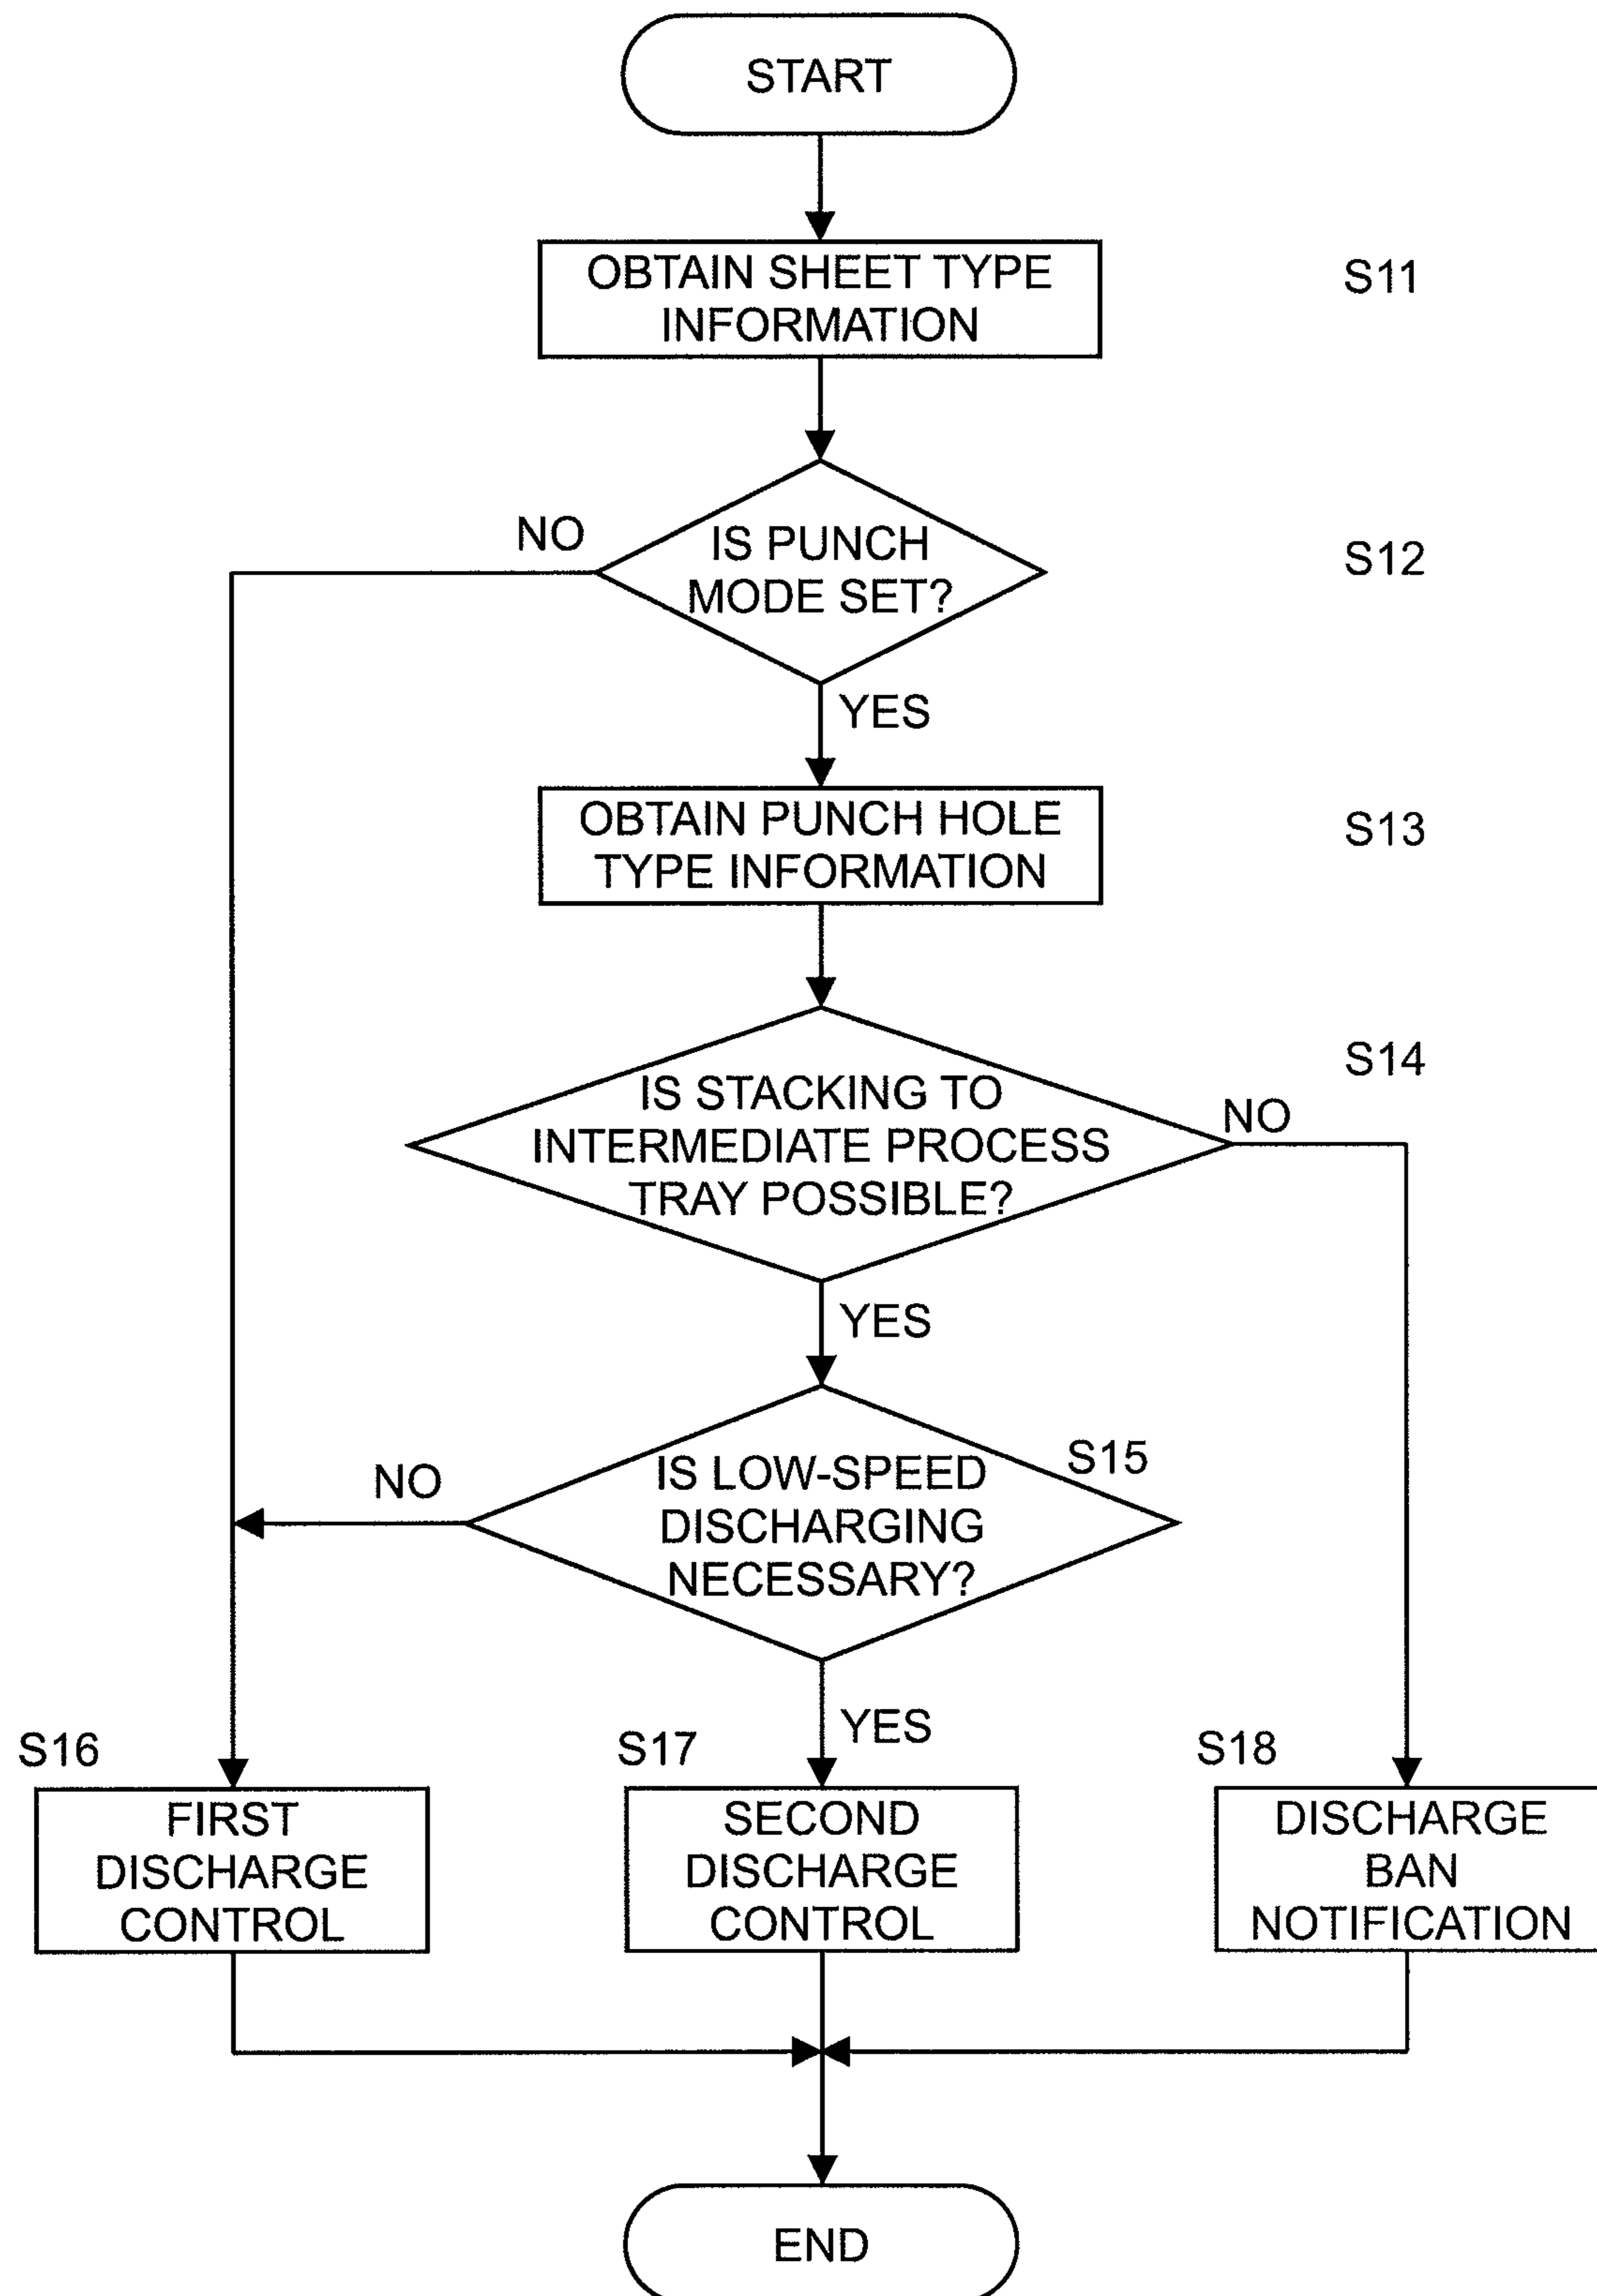 START
OBTAIN SHEET TYPE
INFORMATION
S11
NO
IS PUNCH
MODE SET?
S12
YES
OBTAIN PUNCH HOLE
TYPE INFORMATION
S13
IS STACKING TO
INTERMEDIATE PROCESS
TRAY POSSIBLE?
S14
NO
YES
NO
IS LOW-SPEED
DISCHARGING
NECESSARY?
S15
YES
S16
FIRST
DISCHARGE
CONTROL
S17
SECOND
DISCHARGE
CONTROL
S18
DISCHARGE
BAN
NOTIFICATION
END